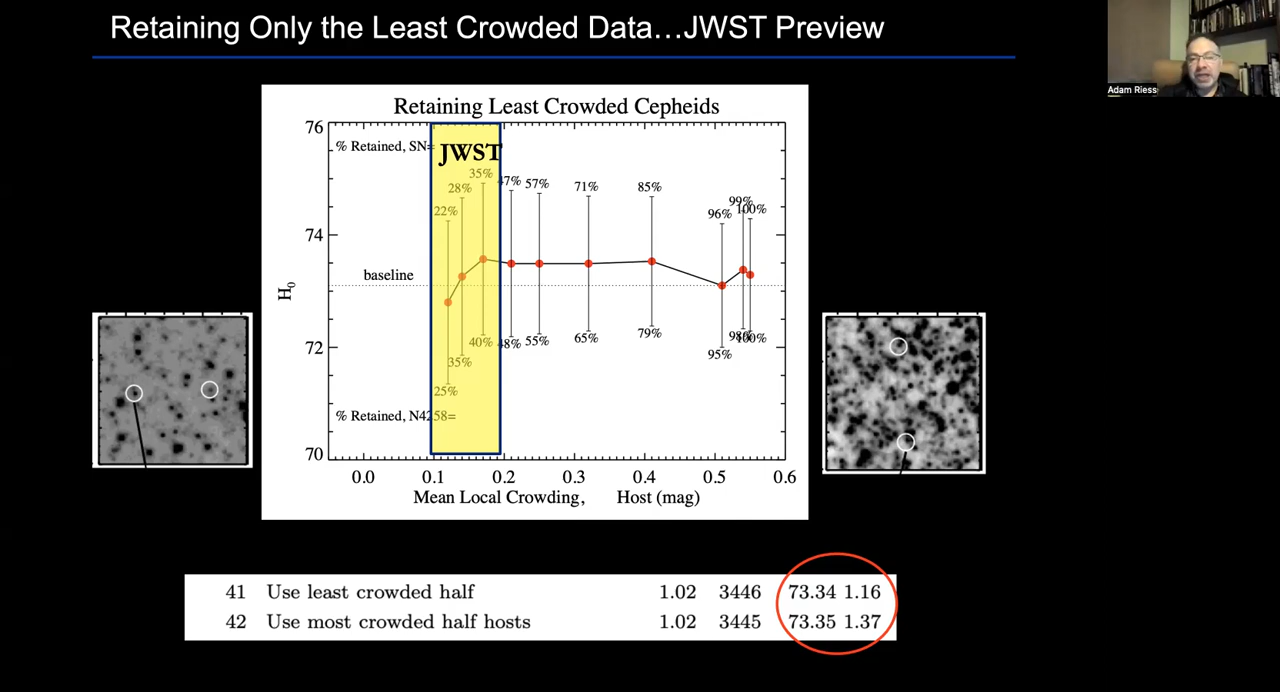 Retaining Only the Least Crowded Data…JWST Preview
Adam Riess
Retaining Least Crowded Cepheids
76
% Retained, SN=
JWST
22% 28% 35% 47% 57% 71% 85% 96% 99% 100%
74
baseline
H0
72
25% 35% 40% 48% 55% 65% 79% 95% 98% 100%
% Retained, N4258=
70
0.0 0.1 0.2 0.3 0.4 0.5 0.6
Mean Local Crowding, Host (mag)
41 Use least crowded half 1.02 3446 73.34 1.16
42 Use most crowded half hosts 1.02 3445 73.35 1.37